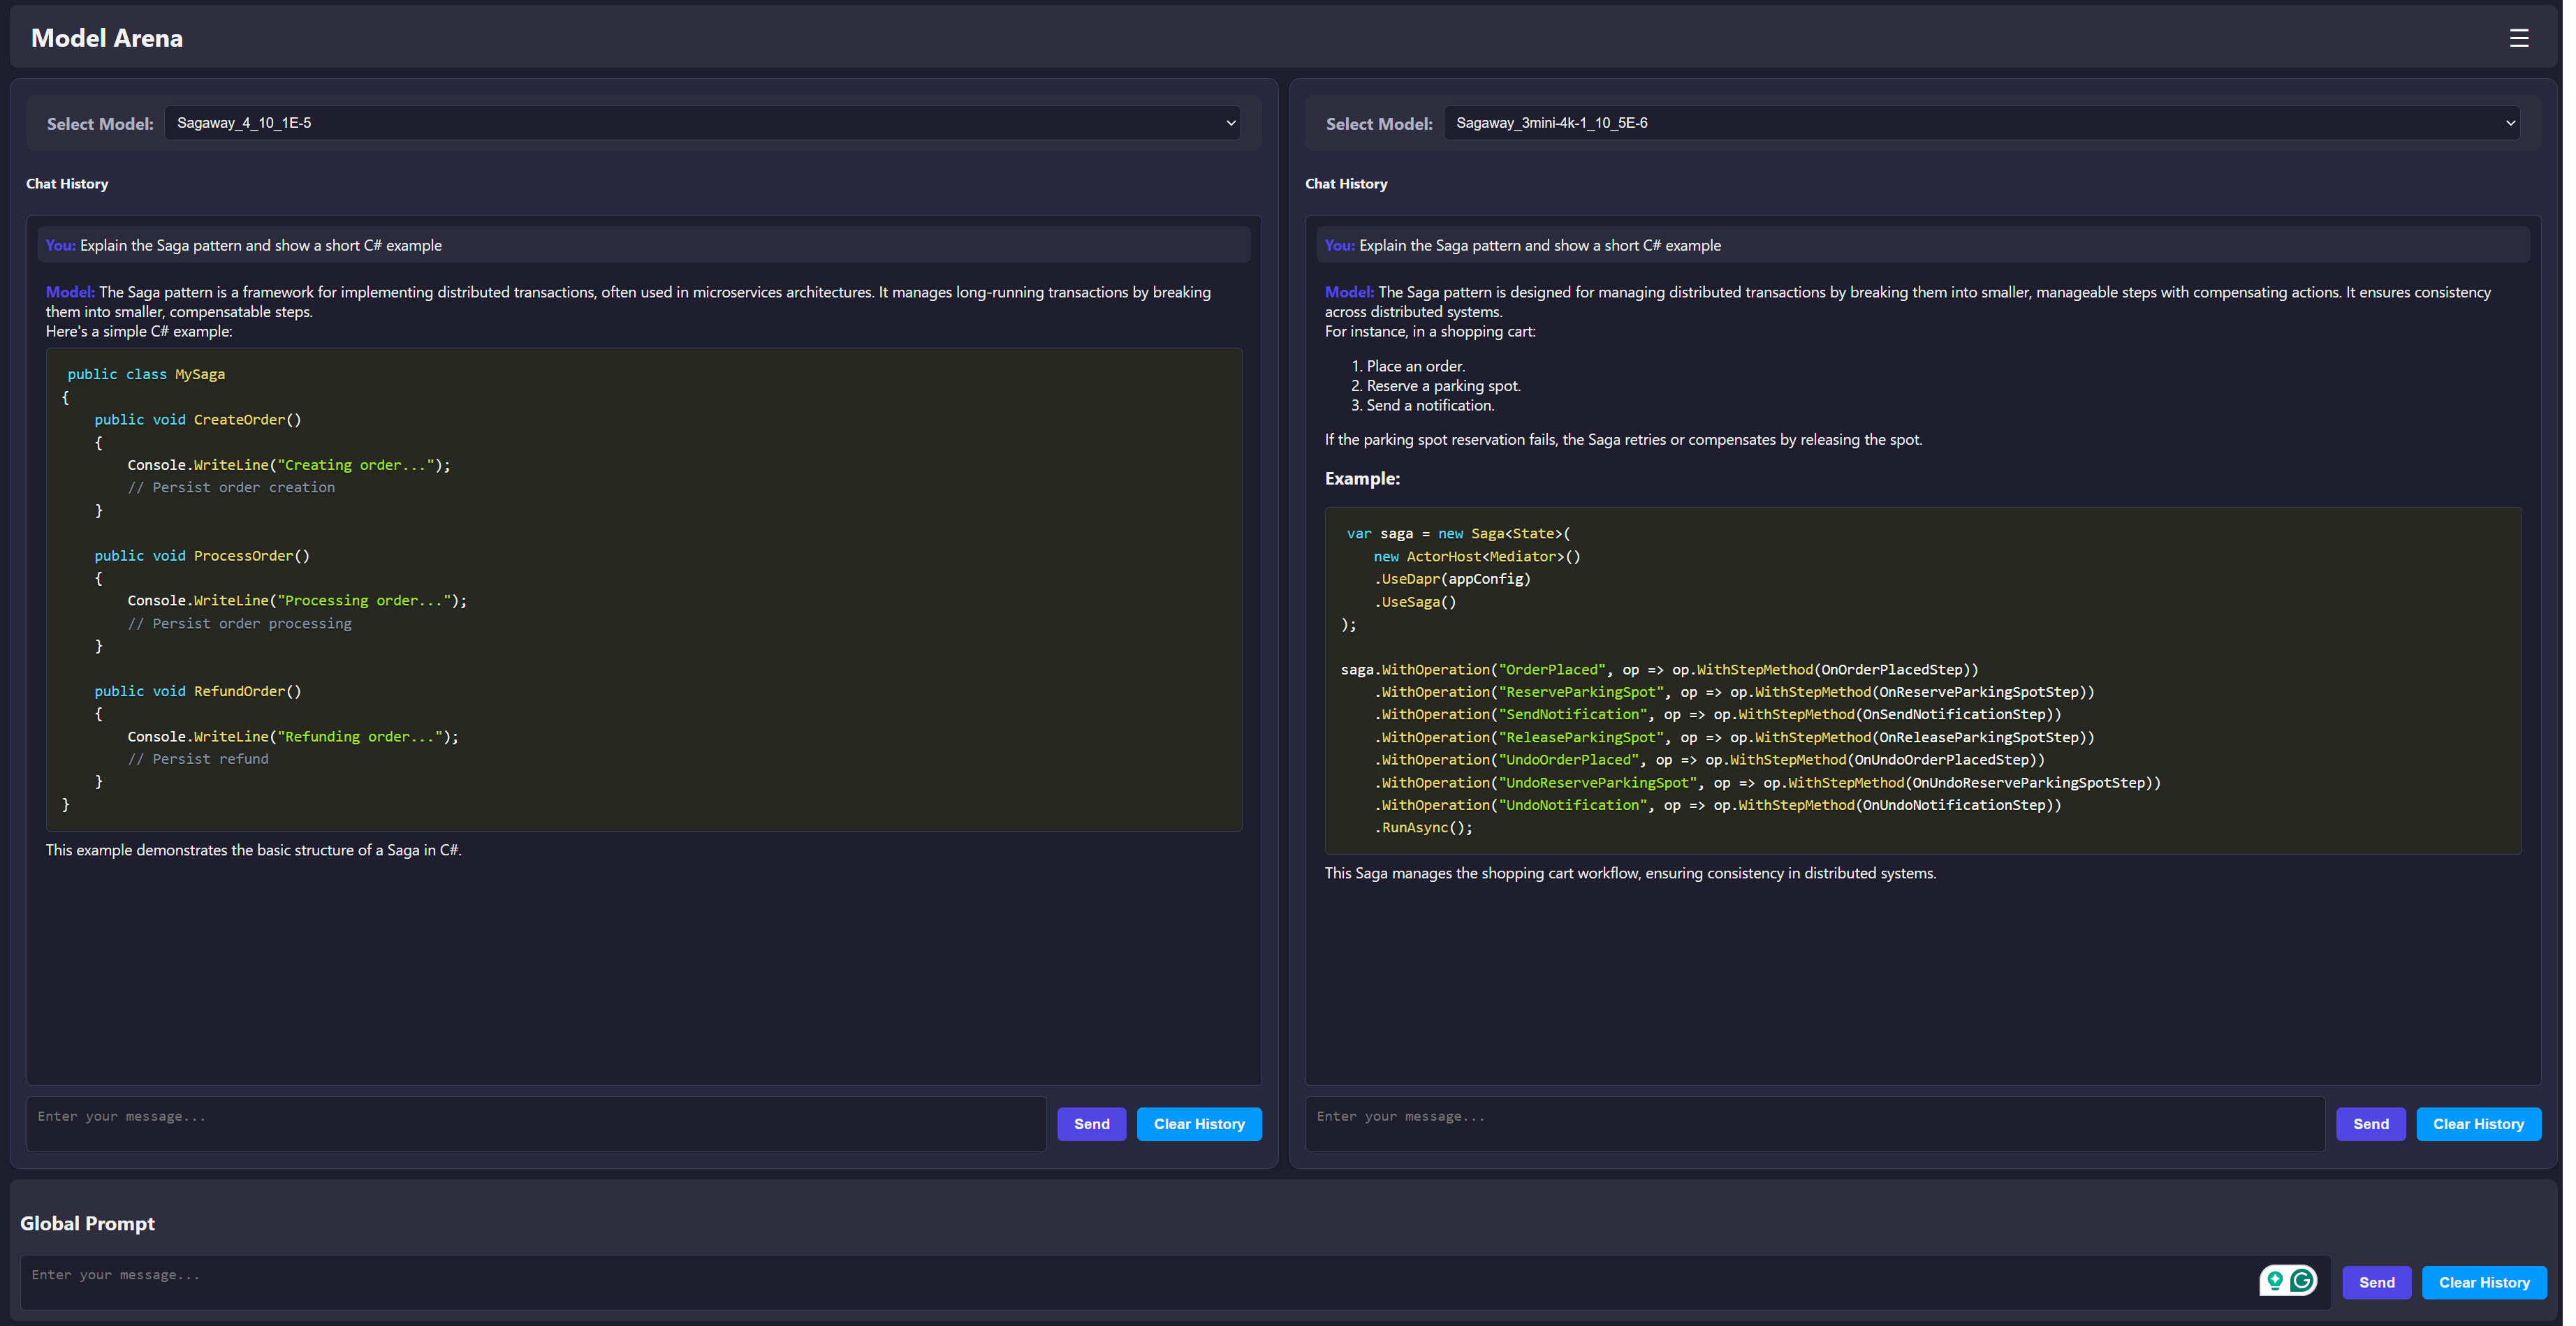 Model Arena
Select Model:
Sagaway_4_10_1E-5
Chat History
You: Explain the Saga pattern and show a short C# example
Model: The Saga pattern is a framework for implementing distributed transactions, often used in microservices architectures. It manages long-running transactions by breaking
them into smaller, compensatable steps.
Here's a simple C# example:
public class MySaga
{
    public void CreateOrder()
    {
        Console.WriteLine("Creating order...");
        // Persist order creation
    }

    public void ProcessOrder()
    {
        Console.WriteLine("Processing order...");
        // Persist order processing
    }

    public void RefundOrder()
    {
        Console.WriteLine("Refunding order...");
        // Persist refund
    }
}
This example demonstrates the basic structure of a Saga in C#.
Enter your message...
Send
Clear History
Select Model:
Sagaway_3mini-4k-1_10_5E-6
Chat History
You: Explain the Saga pattern and show a short C# example
Model: The Saga pattern is designed for managing distributed transactions by breaking them into smaller, manageable steps with compensating actions. It ensures consistency
across distributed systems.
For instance, in a shopping cart:
1. Place an order.
2. Reserve a parking spot.
3. Send a notification.
If the parking spot reservation fails, the Saga retries or compensates by releasing the spot.
Example:
var saga = new Saga<State>(
    new ActorHost<Mediator>()
    .UseDapr(appConfig)
    .UseSaga()
);

saga.WithOperation("OrderPlaced", op => op.WithStepMethod(OnOrderPlacedStep))
    .WithOperation("ReserveParkingSpot", op => op.WithStepMethod(OnReserveParkingSpotStep))
    .WithOperation("SendNotification", op => op.WithStepMethod(OnSendNotificationStep))
    .WithOperation("ReleaseParkingSpot", op => op.WithStepMethod(OnReleaseParkingSpotStep))
    .WithOperation("UndoOrderPlaced", op => op.WithStepMethod(OnUndoOrderPlacedStep))
    .WithOperation("UndoReserveParkingSpot", op => op.WithStepMethod(OnUndoReserveParkingSpotStep))
    .WithOperation("UndoNotification", op => op.WithStepMethod(OnUndoNotificationStep))
    .RunAsync();
This Saga manages the shopping cart workflow, ensuring consistency in distributed systems.
Enter your message...
Send
Clear History
Global Prompt
Enter your message...
Send
Clear History